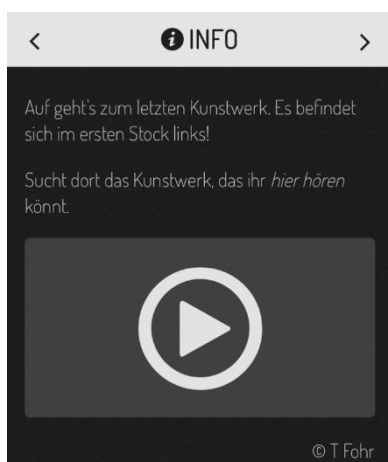 INFO
Auf geht's zum letzten Kunstwerk. Es befindet
sich im ersten Stock links!
Sucht dort das Kunstwerk, das ihr hier hören
könnt.
© T Fohr